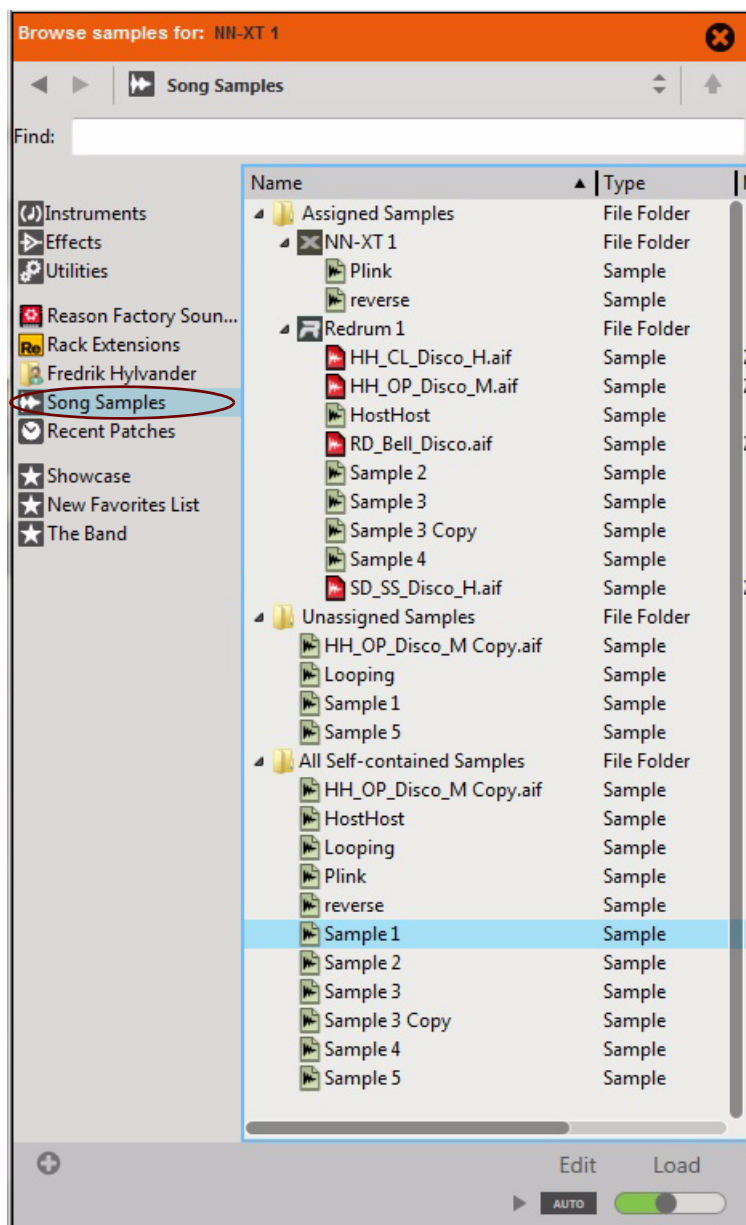 Browse samples for: NN-XT 1
Song Samples
Find:
Name Type
Instruments
Effects
Utilities
Reason Factory Soun...
Rack Extensions
Fredrik Hylvander
Song Samples
Recent Patches
Showcase
New Favorites List
The Band
Assigned Samples File Folder
NN-XT 1 File Folder
Plink Sample
reverse Sample
Redrum 1 File Folder
HH_CL_Disco_H.aif Sample
HH_OP_Disco_M.aif Sample
HostHost Sample
RD_Bell_Disco.aif Sample
Sample 2 Sample
Sample 3 Sample
Sample 3 Copy Sample
Sample 4 Sample
SD_SS_Disco_H.aif Sample
Unassigned Samples File Folder
HH_OP_Disco_M Copy.aif Sample
Looping Sample
Sample 1 Sample
Sample 5 Sample
All Self-contained Samples File Folder
HH_OP_Disco_M Copy.aif Sample
HostHost Sample
Looping Sample
Plink Sample
reverse Sample
Sample 1 Sample
Sample 2 Sample
Sample 3 Sample
Sample 3 Copy Sample
Sample 4 Sample
Sample 5 Sample
Edit Load
AUTO